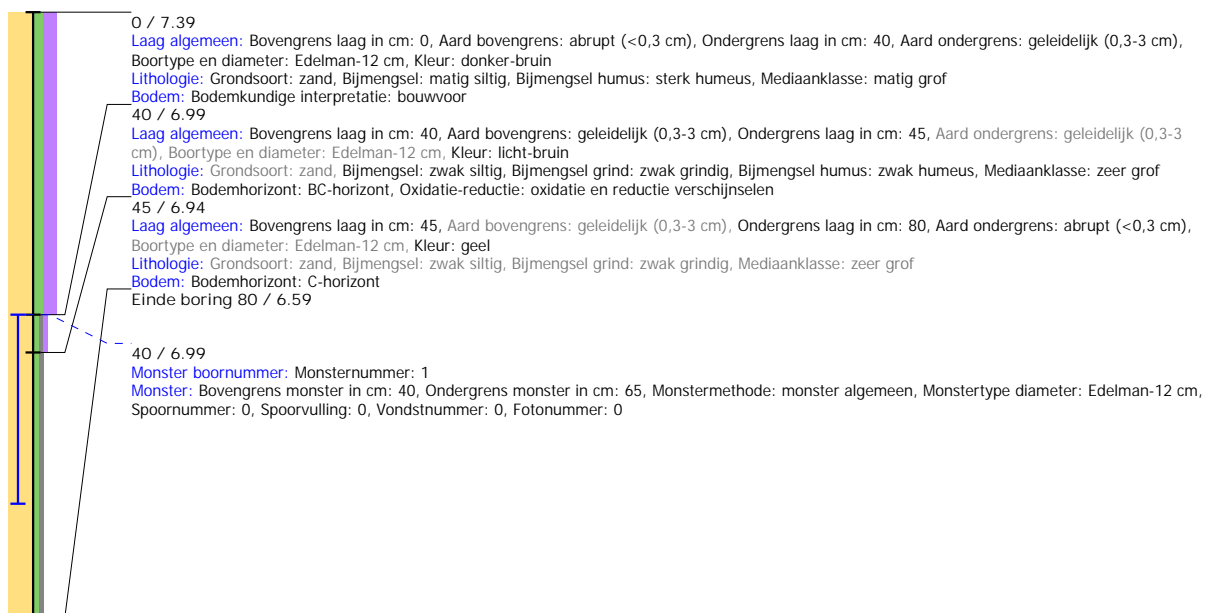 0 / 7.39
Laag algemeen: Bovengrens laag in cm: 0, Aard bovengrens: abrupt (<0,3 cm), Ondergrens laag in cm: 40, Aard ondergrens: geleidelijk (0,3-3 cm),
Boortype en diameter: Edelman-12 cm, Kleur: donker-bruin
Lithologie: Grondsoort: zand, Bijmengsel: matig siltig, Bijmengsel humus: sterk humeus, Mediaanklasse: matig grof
Bodem: Bodemkundige interpretatie: bouwvoor
40 / 6.99
Laag algemeen: Bovengrens laag in cm: 40, Aard bovengrens: geleidelijk (0,3-3 cm), Ondergrens laag in cm: 45, Aard ondergrens: geleidelijk (0,3-3
cm), Boortype en diameter: Edelman-12 cm, Kleur: licht-bruin
Lithologie: Grondsoort: zand, Bijmengsel: zwak siltig, Bijmengsel grind: zwak grindig, Bijmengsel humus: zwak humeus, Mediaanklasse: zeer grof
Bodem: Bodemhorizont: BC-horizont, Oxidatie-reductie: oxidatie en reductie verschijnselen
45 / 6.94
Laag algemeen: Bovengrens laag in cm: 45, Aard bovengrens: geleidelijk (0,3-3 cm), Ondergrens laag in cm: 80, Aard ondergrens: abrupt (<0,3 cm),
Boortype en diameter: Edelman-12 cm, Kleur: geel
Lithologie: Grondsoort: zand, Bijmengsel: zwak siltig, Bijmengsel grind: zwak grindig, Mediaanklasse: zeer grof
Bodem: Bodemhorizont: C-horizont
Einde boring 80 / 6.59
40 / 6.99
Monster boornummer: Monsternummer: 1
Monster: Bovengrens monster in cm: 40, Ondergrens monster in cm: 65, Monstermethode: monster algemeen, Monstertype diameter: Edelman-12 cm,
Spoornummer: 0, Spoorvulling: 0, Vondstnummer: 0, Fotonummer: 0